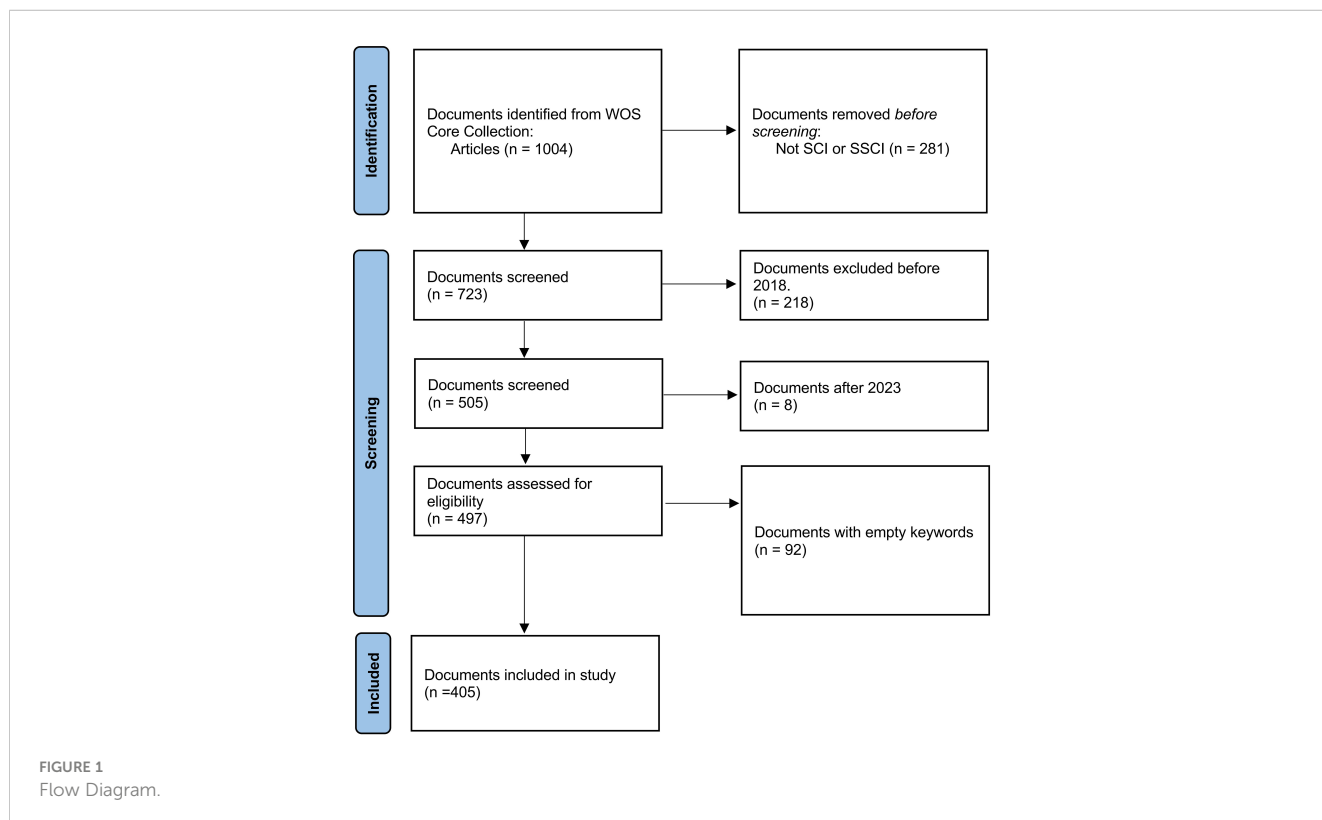 Identification
Documents identified from WOS
Core Collection:
Articles (n = 1004)
Documents removed before
screening:
Not SCI or SSCI (n = 281)
Screening
Documents screened
(n = 723)
Documents excluded before
2018.
(n = 218)
Documents screened
(n = 505)
Documents after 2023
(n = 8)
Documents assessed for
eligibility
(n = 497)
Documents with empty keywords
(n = 92)
Included
Documents included in study
(n =405)
FIGURE 1
Flow Diagram.